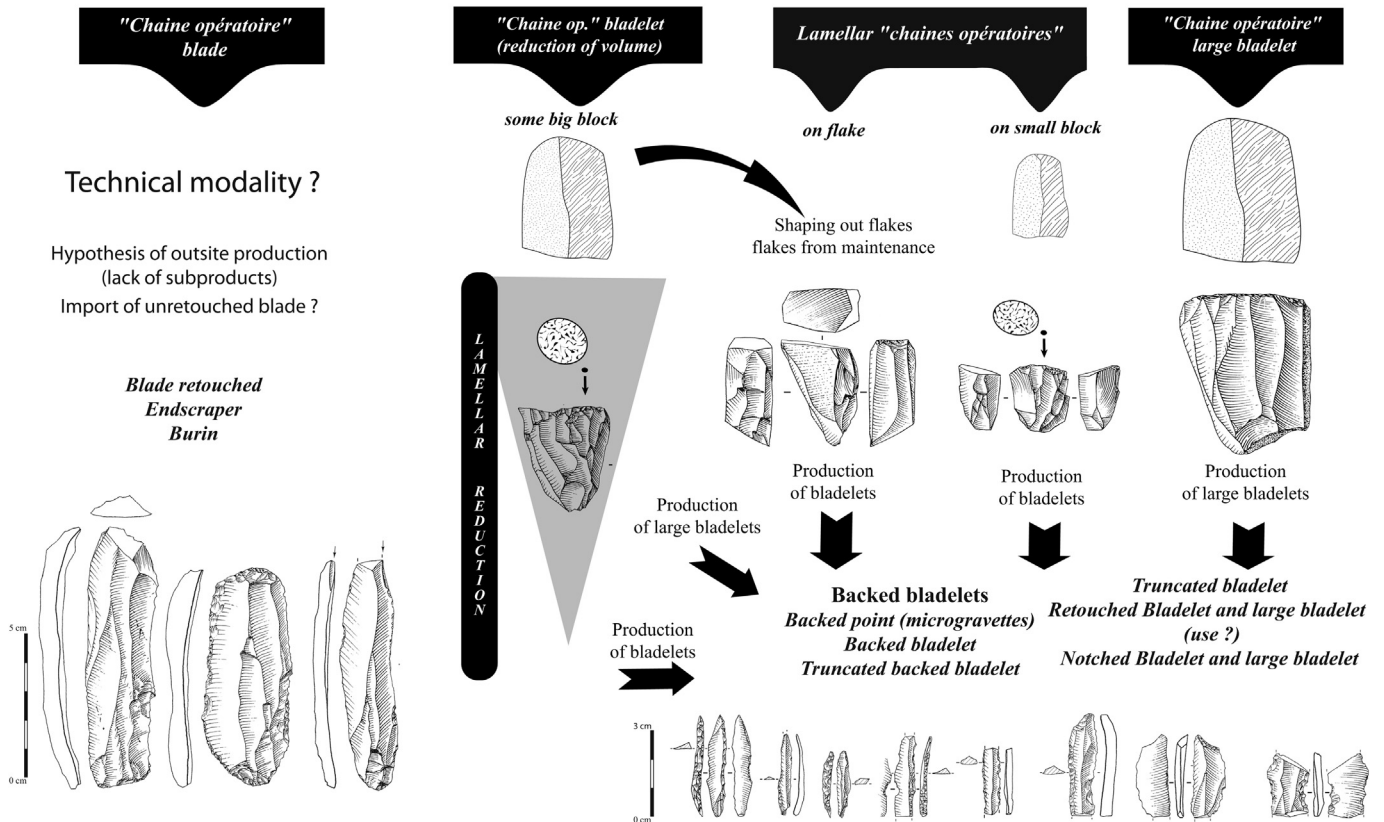 "Chaine opératoire"
blade
Technical modality ?
Hypothesis of outsite production
(lack of subproducts)
Import of unretouched blade ?
Blade retouched
Endscraper
Burin
5 cm
0 cm
"Chaine op." bladelet
(reduction of volume)
some big block
LAMELLAR REDUCTION
Production
of large bladelets
Production
of bladelets
Lamellar "chaines opératoires"
on flake
on small block
Shaping out flakes
flakes from maintenance
Production
of bladelets
Production
of bladelets
Backed bladelets
Backed point (microgravettes)
Backed bladelet
Truncated backed bladelet
"Chaine opératoire"
large bladelet
Production
of large bladelets
Truncated bladelet
Retouched Bladelet and large bladelet
(use ?)
Notched Bladelet and large bladelet
3 cm
0 cm